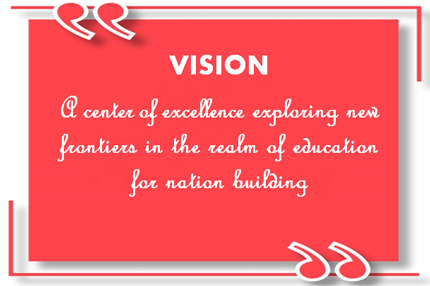 VISION
A center of excellence exploring new
frontiers in the realm of education
for nation building